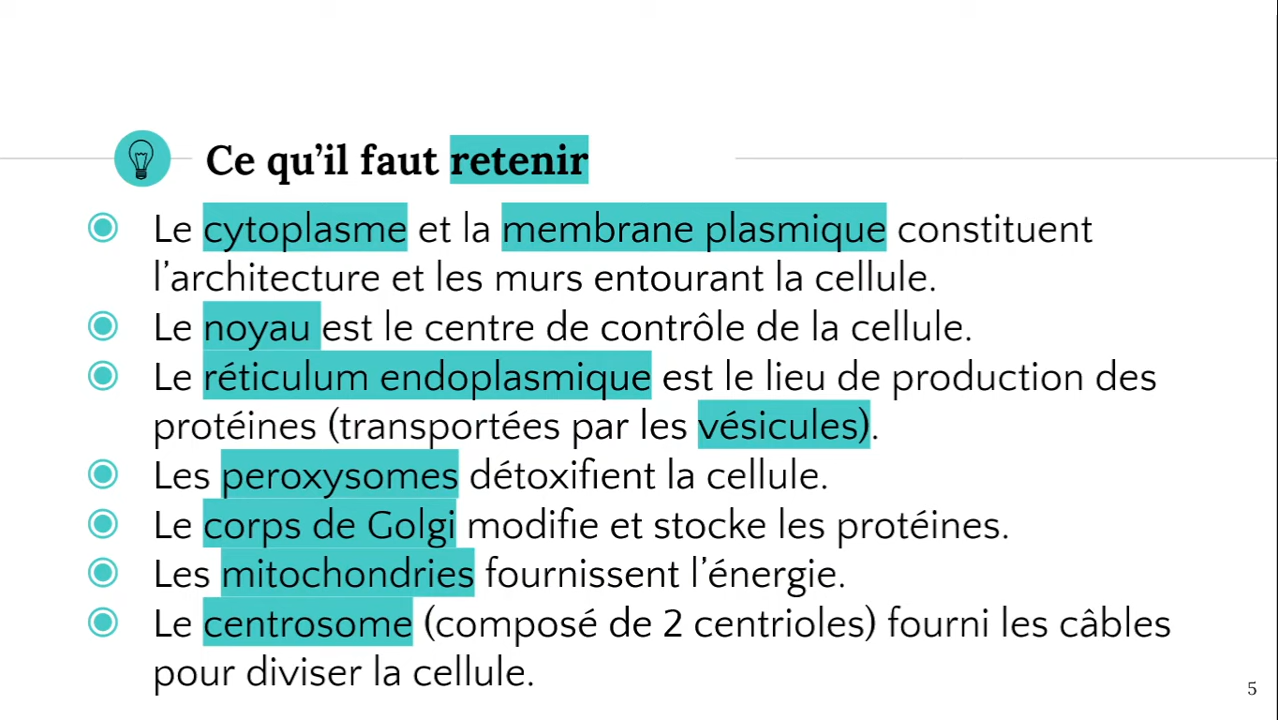 Ce qu’il faut retenir
Le cytoplasme et la membrane plasmique constituent
l’architecture et les murs entourant la cellule.
Le noyau est le centre de contrôle de la cellule.
Le réticulum endoplasmique est le lieu de production des
protéines (transportées par les vésicules).
Les peroxysomes détoxifient la cellule.
Le corps de Golgi modifie et stocke les protéines.
Les mitochondries fournissent l’énergie.
Le centrosome (composé de 2 centrioles) fourni les câbles
pour diviser la cellule.
5